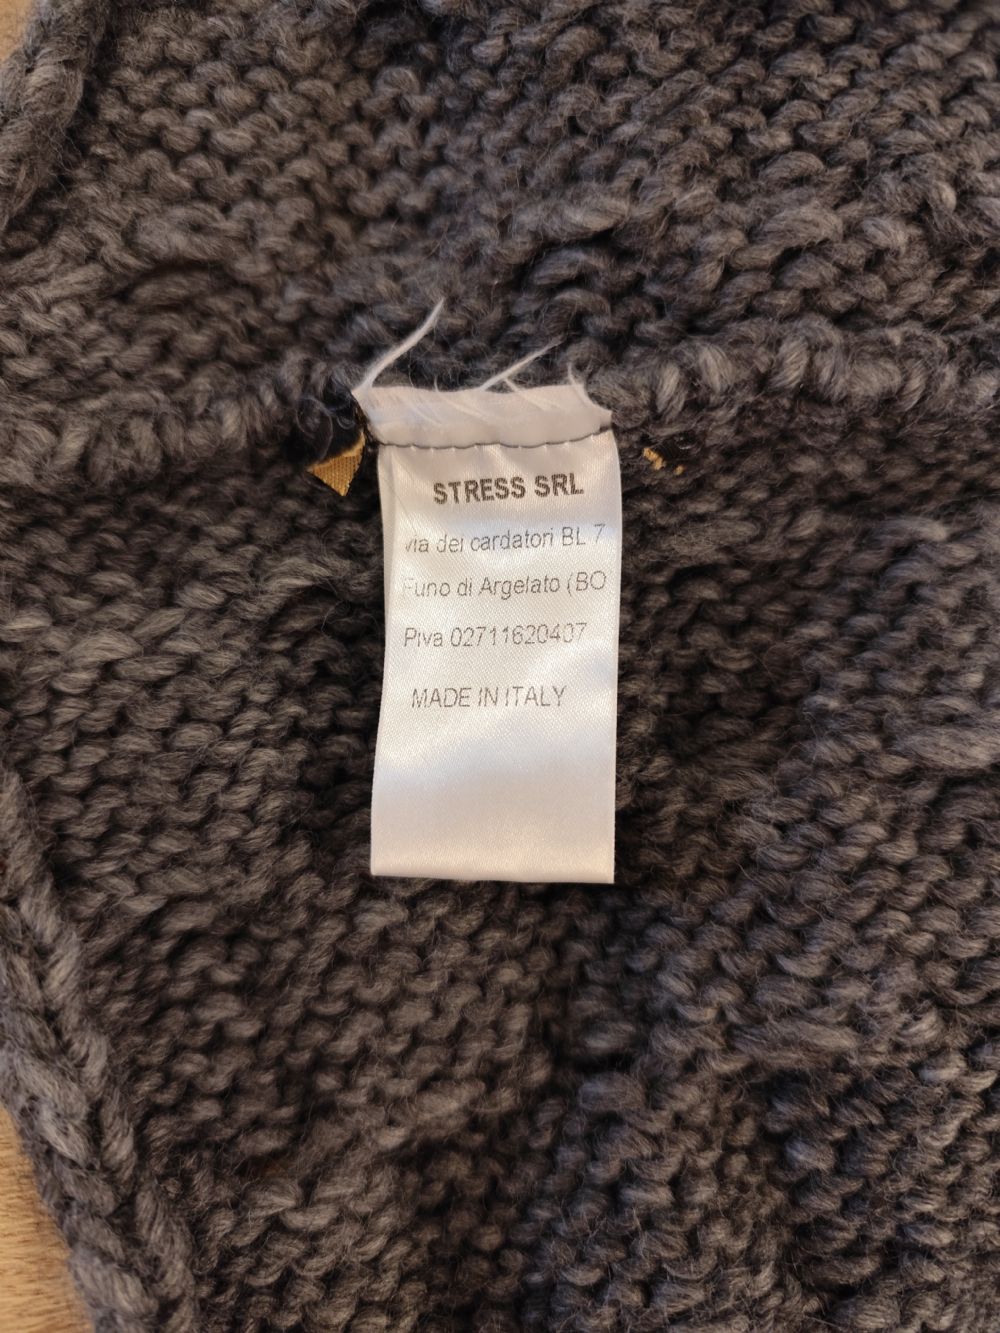 STRESS SRL
via dei cardatori BL 7
Funo di Argelato (BO
Piva 02711620407
MADE IN ITALY